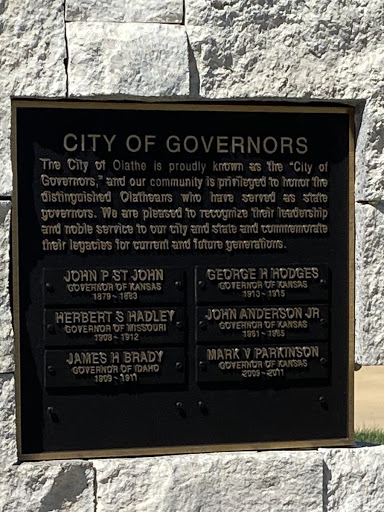 CITY OF GOVERNORS
The City of Olathe is proudly known as the "City of
Governors," and our community is privileged to honor the
distinguished Olatheans who have served as state
governors. We are pleased to recognize their leadership
and noble service to our city and state and commemorate
their legacies for current and future generations.
JOHN P ST JOHN
GOVERNOR OF KANSAS
1879 - 1883
HERBERT S HADLEY
GOVERNOR OF MISSOURI
1909 - 1912
JAMES H BRADY
GOVERNOR OF IDAHO
1909 - 1911
GEORGE H HODGES
GOVERNOR OF KANSAS
1913 - 1915
JOHN ANDERSON JR
GOVERNOR OF KANSAS
1961 - 1965
MARK V PARKINSON
GOVERNOR OF KANSAS
2009 - 2011